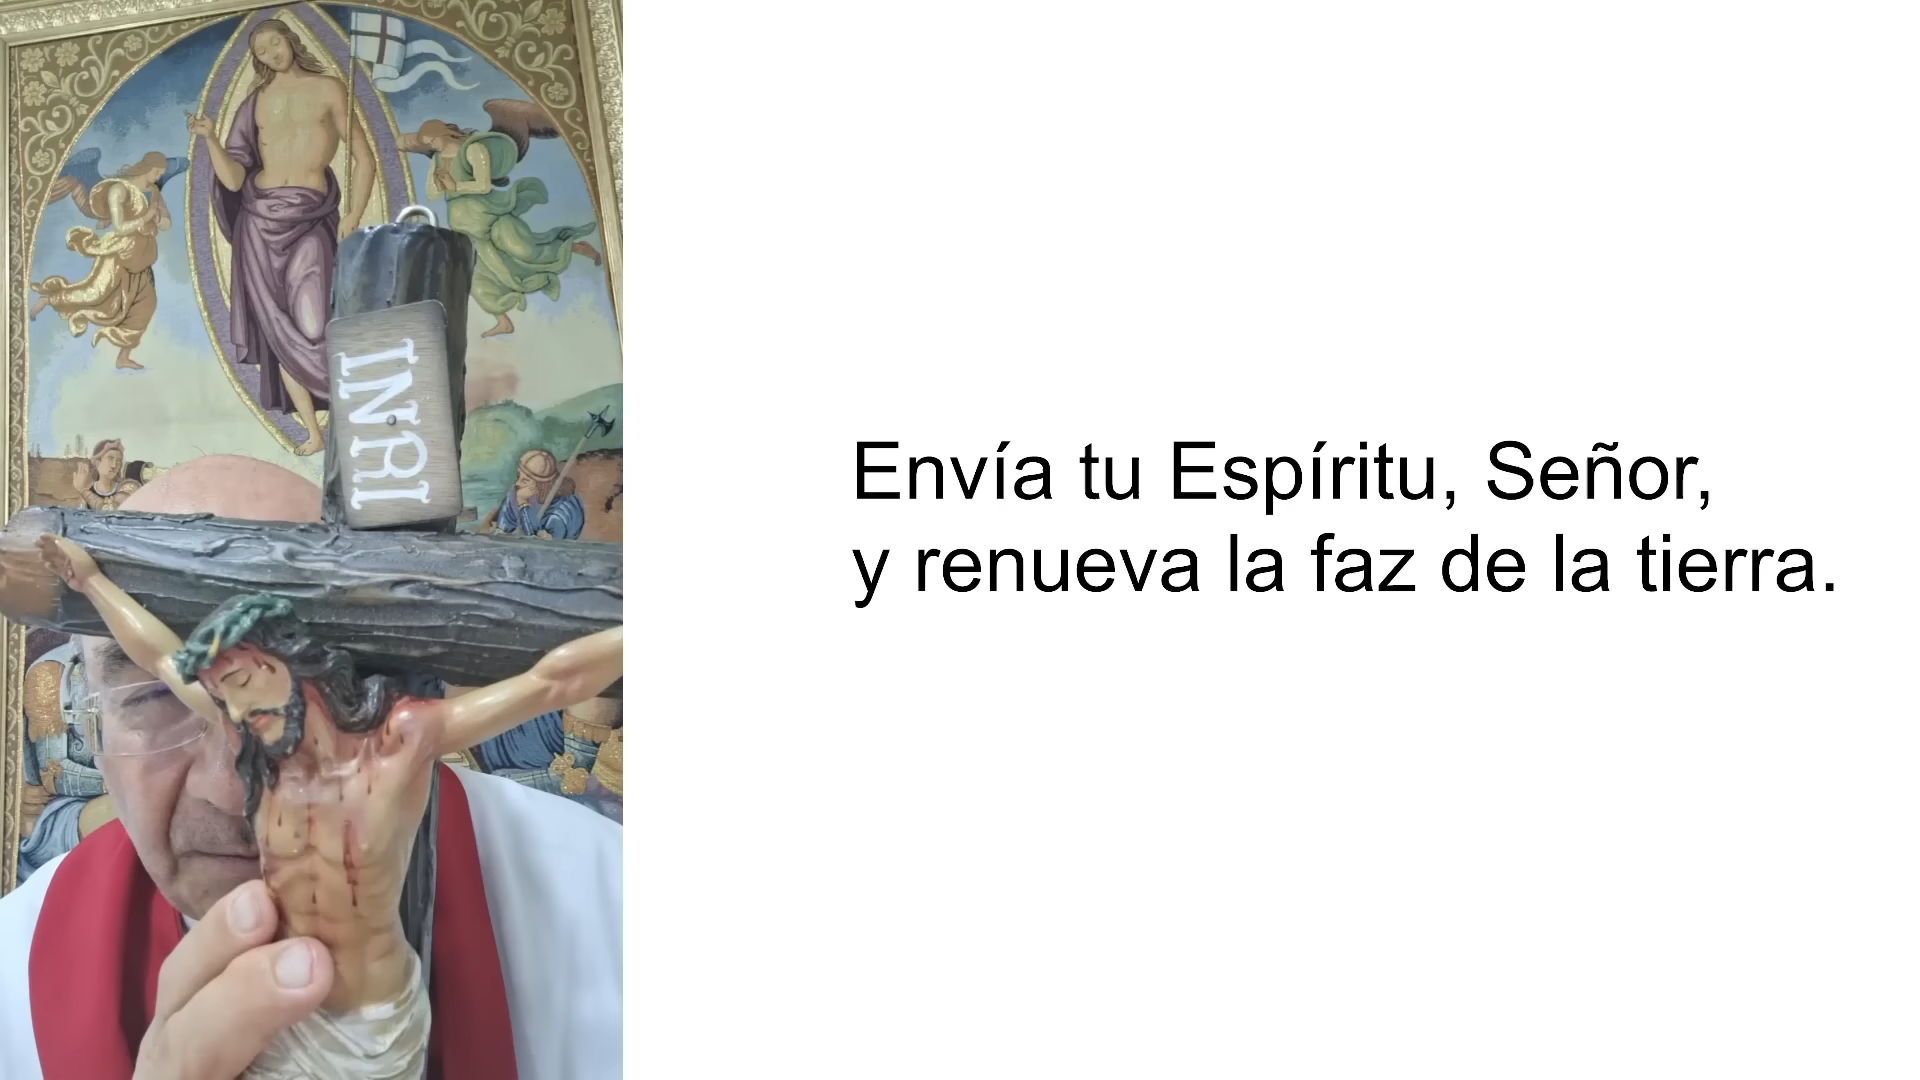 INRI
Envía tu Espíritu, Señor,
y renueva la faz de la tierra.